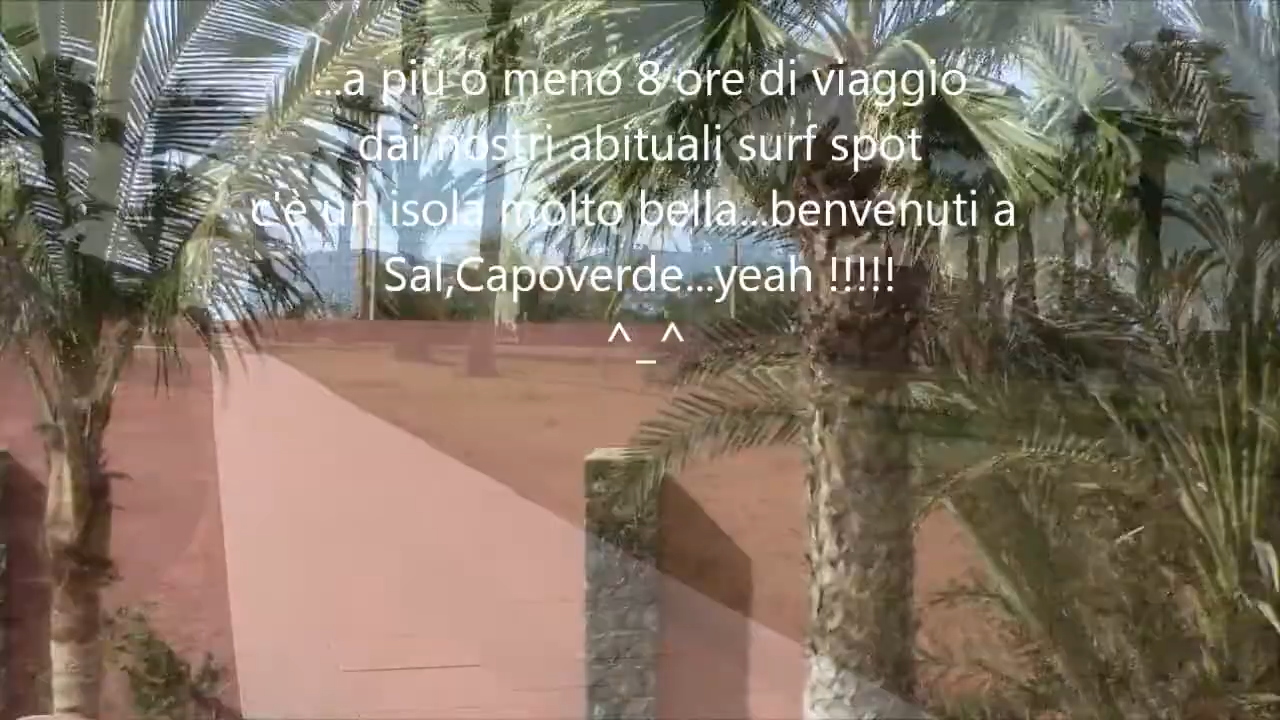 ...a più o meno 8 ore di viaggio
dai nostri abituali surf spot
c'è un isola molto bella...benvenuti a
Sal,Capoverde...yeah !!!!!
^_^